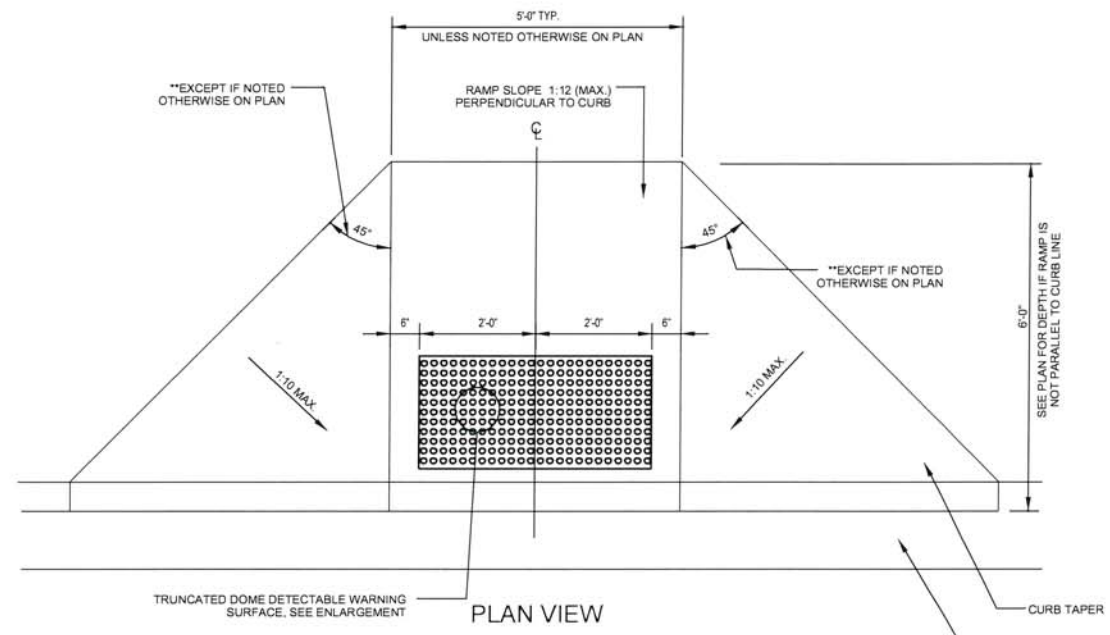 5'-0" TYP.
UNLESS NOTED OTHERWISE ON PLAN
**EXCEPT IF NOTED
OTHERWISE ON PLAN
RAMP SLOPE 1:12 (MAX.)
PERPENDICULAR TO CURB
℄
45°
45°
**EXCEPT IF NOTED
OTHERWISE ON PLAN
6"
2'-0"
2'-0"
6"
1:10 MAX.
1:10 MAX.
6'-0"
SEE PLAN FOR DEPTH IF RAMP IS
NOT PARALLEL TO CURB LINE
TRUNCATED DOME DETECTABLE WARNING
SURFACE, SEE ENLARGEMENT
PLAN VIEW
CURB TAPER